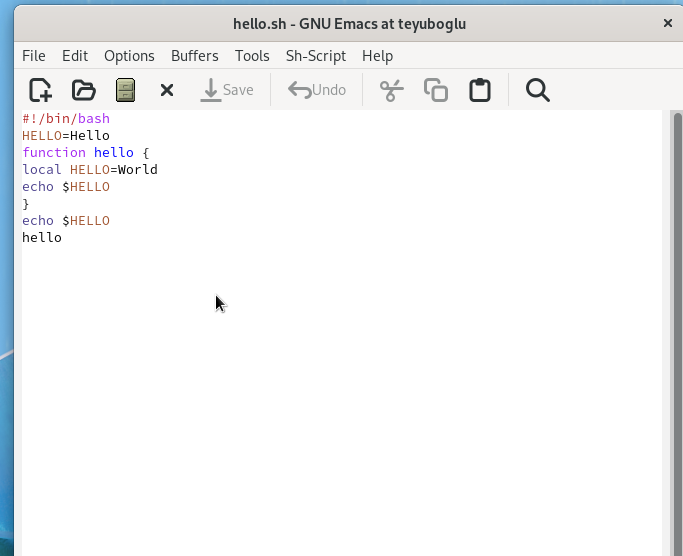 hello.sh - GNU Emacs at teyuboglu
File Edit Options Buffers Tools Sh-Script Help
Save Undo
#!/bin/bash
HELLO=Hello
function hello {
local HELLO=World
echo $HELLO
}
echo $HELLO
hello